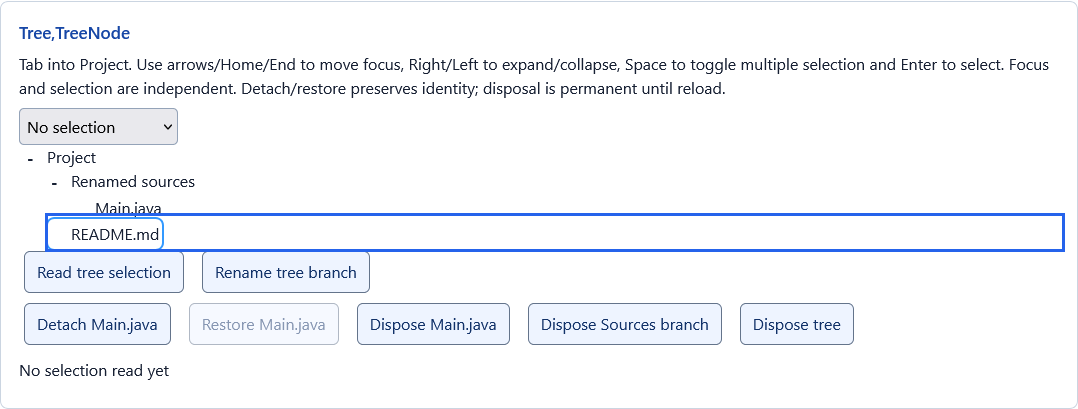 Tree,TreeNode
Tab into Project. Use arrows/Home/End to move focus, Right/Left to expand/collapse, Space to toggle multiple selection and Enter to select. Focus
and selection are independent. Detach/restore preserves identity; disposal is permanent until reload.
No selection
- Project
- Renamed sources
Main.java
README.md
Read tree selection Rename tree branch
Detach Main.java Restore Main.java Dispose Main.java Dispose Sources branch Dispose tree
No selection read yet